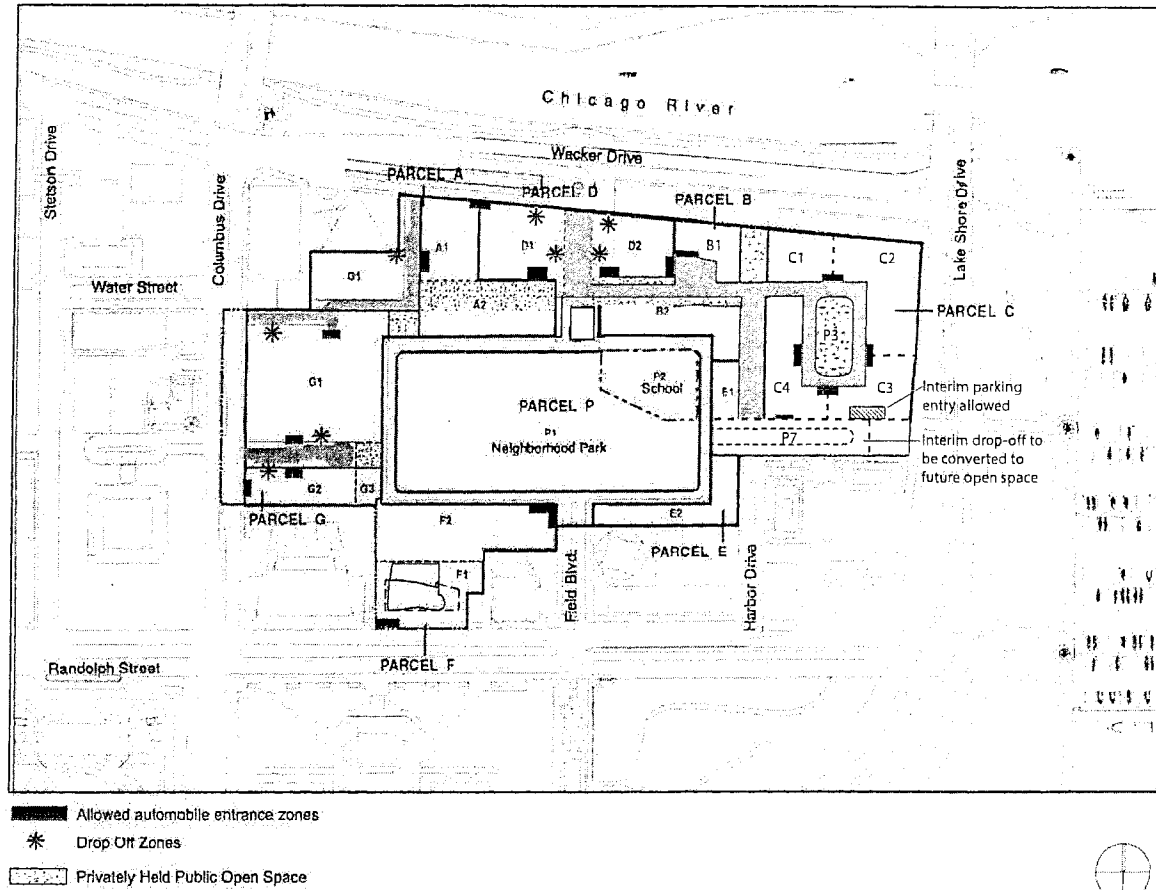 Chicago River
Wacker Drive
Stetson Drive
Columbus Drive
Lake Shore Drive
PARCEL A
PARCEL D
PARCEL B
A1
D1
D2
B1
C1
C2
Water Street
A2
B2
P3
PARCEL C
G1
P2
School
E1
C4
C3
Interim parking
entry allowed
PARCEL P
P1
Neighborhood Park
P7
Interim drop-off to
be converted to
future open space
G2
G3
PARCEL G
F2
E2
PARCEL E
F1
Field Blvd.
Harbor Drive
PARCEL F
Randolph Street
Allowed automobile entrance zones
Drop Off Zones
Privately Held Public Open Space